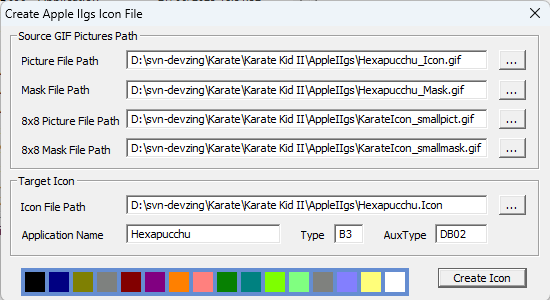 Create Apple IIgs Icon File
Source GIF Pictures Path
Picture File Path D:\svn-devzing\Karate\Karate Kid II\AppleIIgs\Hexapucchu_Icon.gif ...
Mask File Path D:\svn-devzing\Karate\Karate Kid II\AppleIIgs\Hexapucchu_Mask.gif ...
8x8 Picture File Path D:\svn-devzing\Karate\Karate Kid II\AppleIIgs\KarateIcon_smallpict.gif ...
8x8 Mask File Path D:\svn-devzing\Karate\Karate Kid II\AppleIIgs\KarateIcon_smallmask.gif ...
Target Icon
Icon File Path D:\svn-devzing\Karate\Karate Kid II\AppleIIgs\Hexapucchu.Icon ...
Application Name Hexapucchu Type B3 AuxType DB02
Create Icon